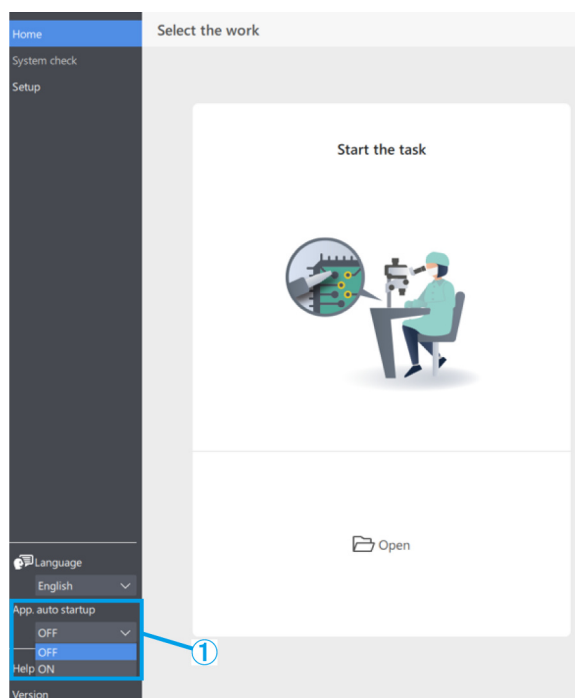 Home
Select the work
System check
Setup
Start the task
Open
Language
English
App. auto startup
OFF
OFF
Help ON
Version
1